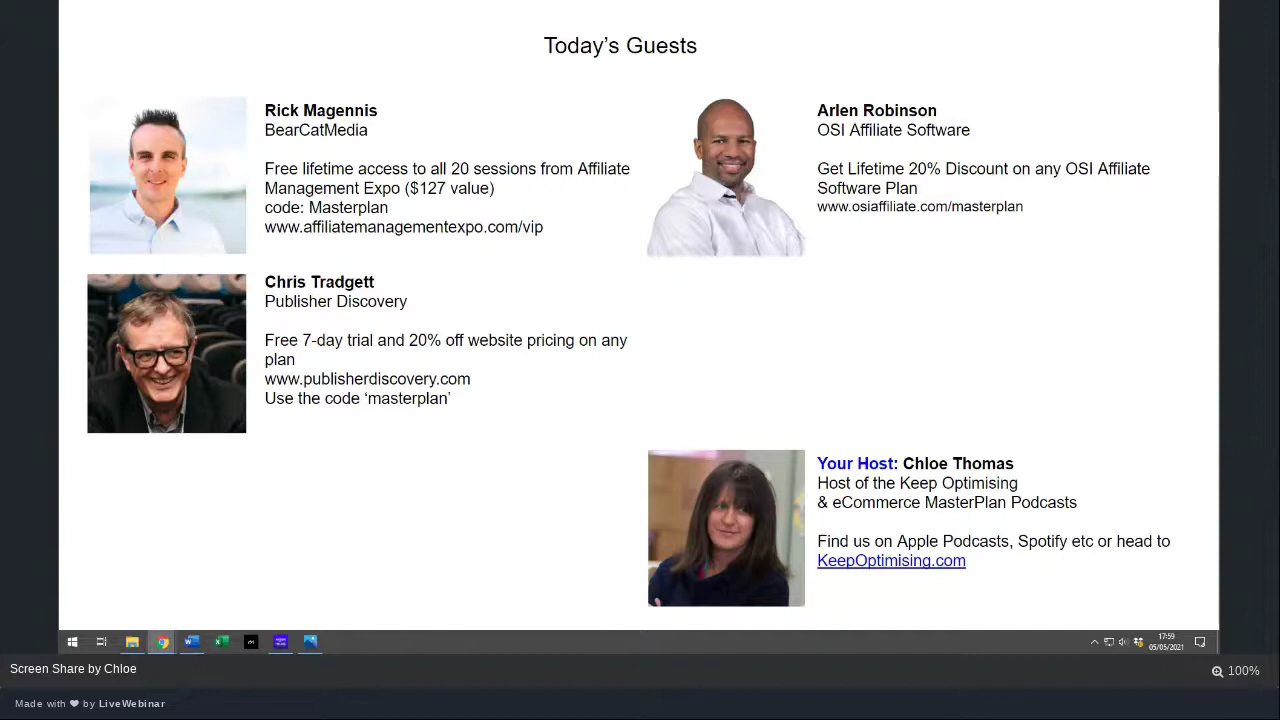 Today’s Guests
Rick Magennis
BearCatMedia
Free lifetime access to all 20 sessions from Affiliate
Management Expo ($127 value)
code: Masterplan
www.affiliatemanagementexpo.com/vip
Arlen Robinson
OSI Affiliate Software
Get Lifetime 20% Discount on any OSI Affiliate
Software Plan
www.osiaffiliate.com/masterplan
Chris Tradgett
Publisher Discovery
Free 7-day trial and 20% off website pricing on any
plan
www.publisherdiscovery.com
Use the code ‘masterplan’
Your Host: Chloe Thomas
Host of the Keep Optimising
& eCommerce MasterPlan Podcasts
Find us on Apple Podcasts, Spotify etc or head to
KeepOptimising.com
17:59
05/05/2021
Screen Share by Chloe
100%
Made with ❤ by LiveWebinar